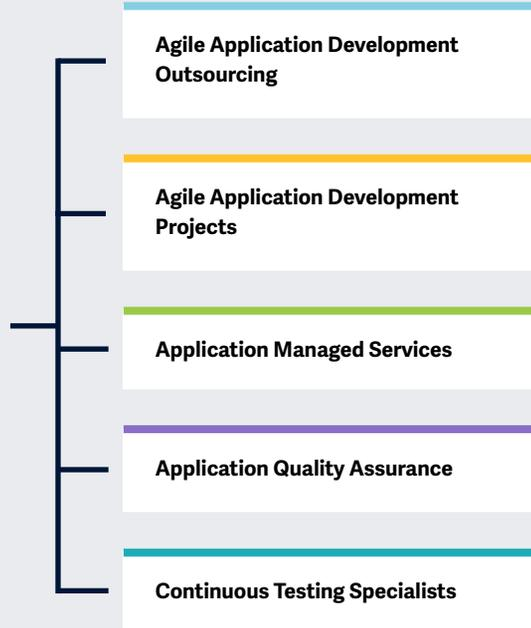 Agile Application Development
Outsourcing
Agile Application Development
Projects
Application Managed Services
Application Quality Assurance
Continuous Testing Specialists